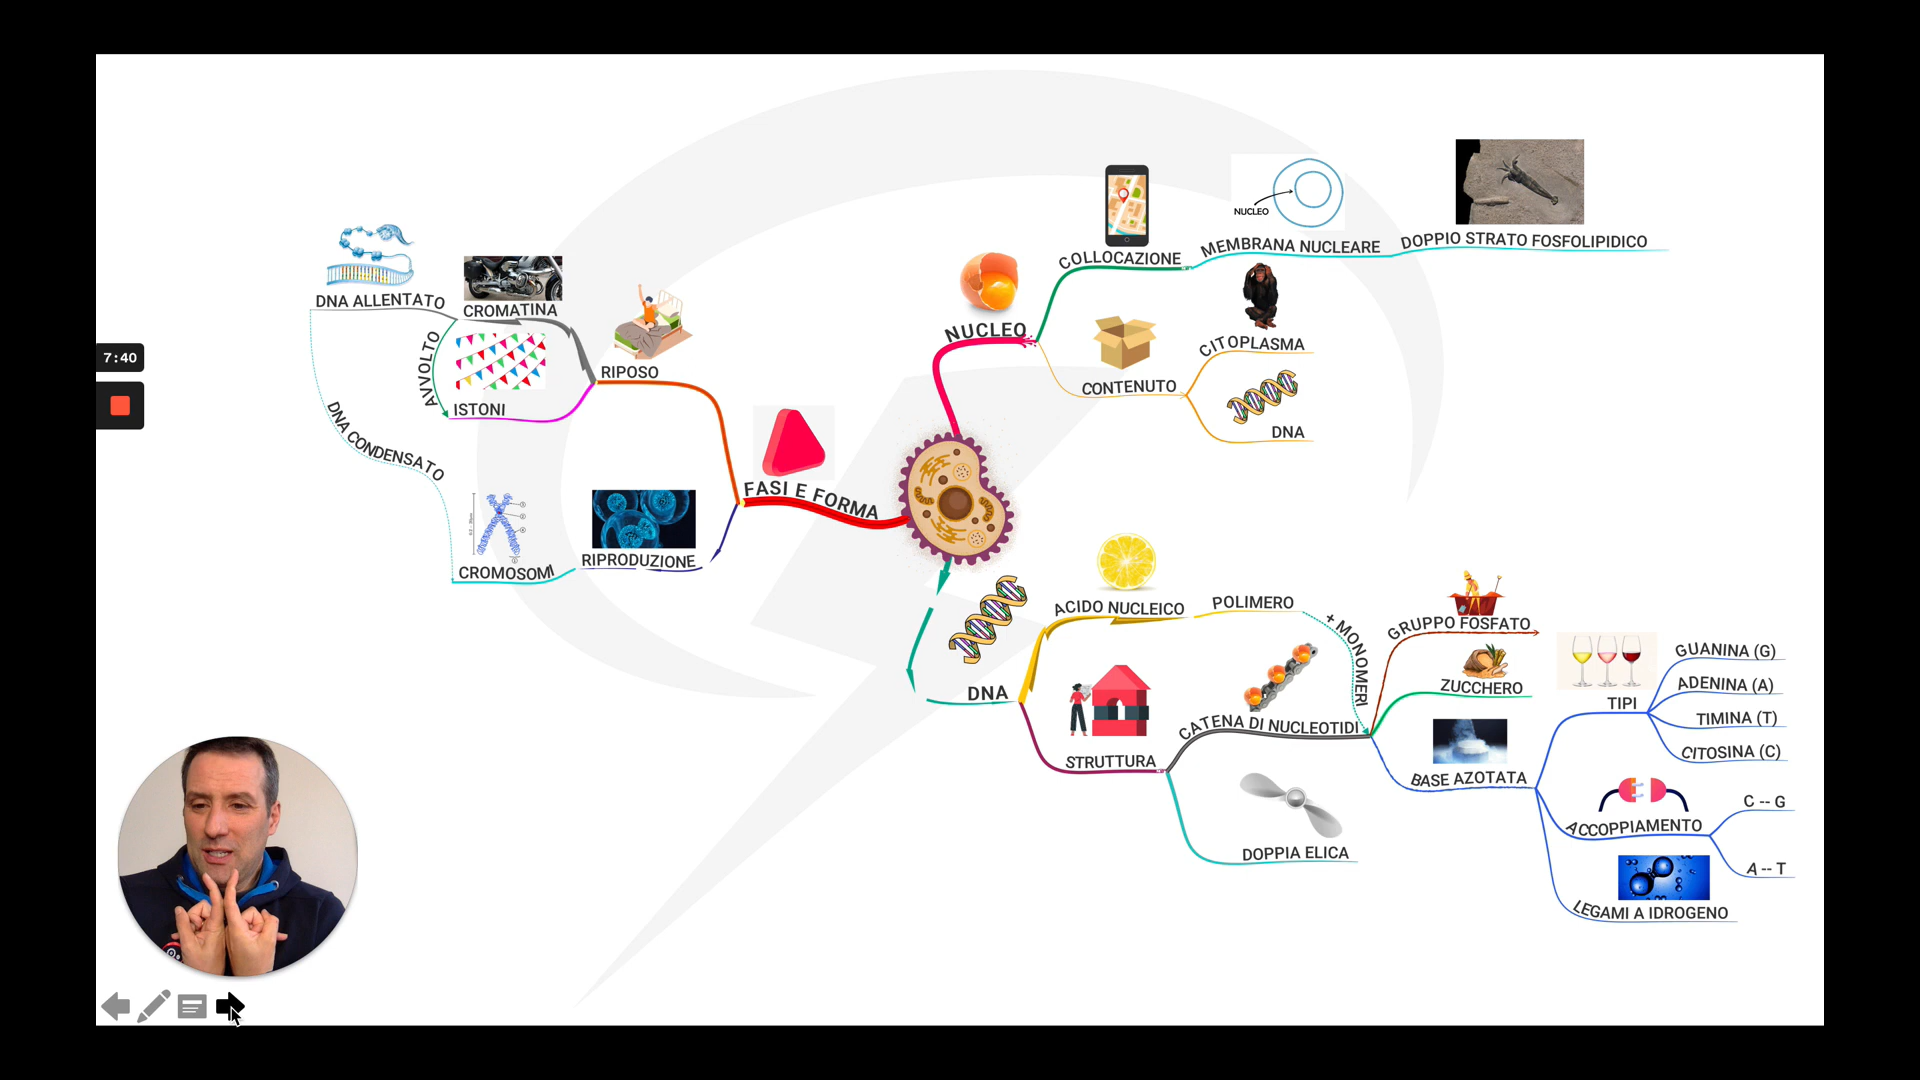 NUCLEO
COLLOCAZIONE
MEMBRANA NUCLEARE
NUCLEO
DOPPIO STRATO FOSFOLIPIDICO
CONTENUTO
CITOPLASMA
DNA
DNA ALLENTATO
CROMATINA
AVVOLTO
ISTONI
RIPOSO
7:40
DNA CONDENSATO
FASI E FORMA
CROMOSOMI
RIPRODUZIONE
DNA
ACIDO NUCLEICO
POLIMERO
+ MONOMERI
STRUTTURA
CATENA DI NUCLEOTIDI
DOPPIA ELICA
GRUPPO FOSFATO
ZUCCHERO
BASE AZOTATA
TIPI
GUANINA (G)
ADENINA (A)
TIMINA (T)
CITOSINA (C)
ACCOPPIAMENTO
C -- G
A -- T
LEGAMI A IDROGENO